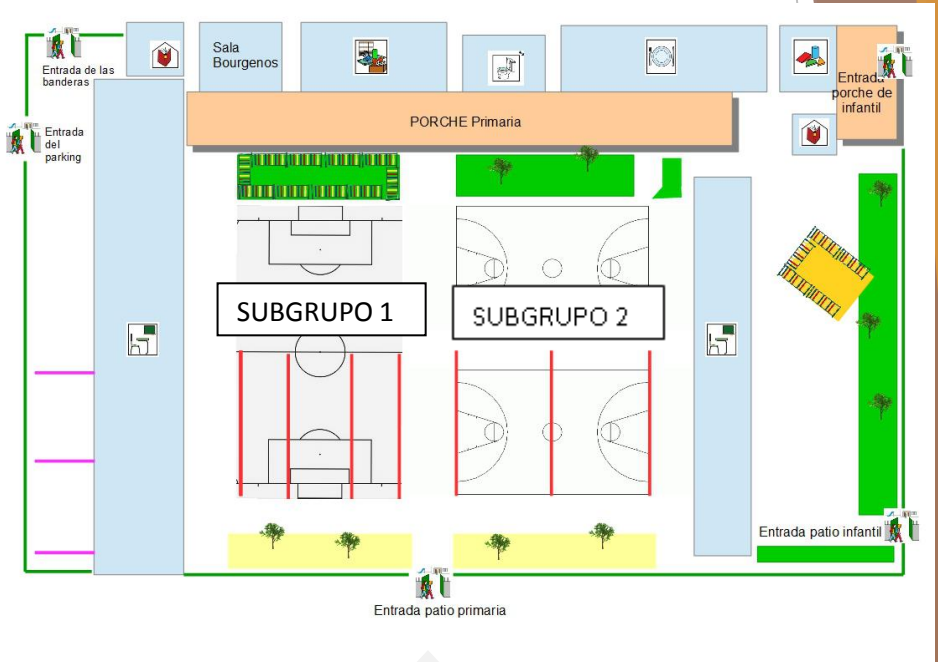 Entrada de las
banderas
Sala
Bourgenos
Entrada
porche de
infantil
Entrada
del
parking
PORCHE Primaria
SUBGRUPO 1
SUBGRUPO 2
Entrada patio infantil
Entrada patio primaria